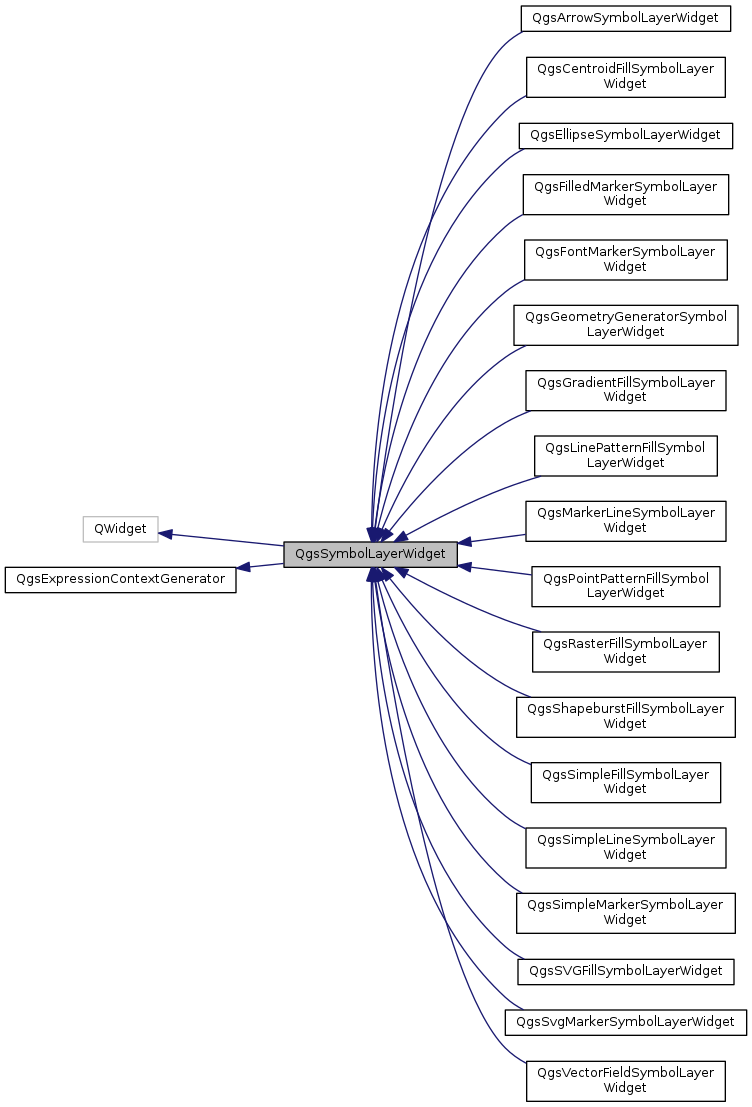 QgsArrowSymbolLayerWidget
QgsCentroidFillSymbolLayer
Widget
QgsEllipseSymbolLayerWidget
QgsFilledMarkerSymbolLayer
Widget
QgsFontMarkerSymbolLayer
Widget
QgsGeometryGeneratorSymbol
LayerWidget
QgsGradientFillSymbolLayer
Widget
QgsLinePatternFillSymbol
LayerWidget
QgsMarkerLineSymbolLayer
Widget
QWidget
QgsSymbolLayerWidget
QgsExpressionContextGenerator
QgsPointPatternFillSymbol
LayerWidget
QgsRasterFillSymbolLayer
Widget
QgsShapeburstFillSymbolLayer
Widget
QgsSimpleFillSymbolLayer
Widget
QgsSimpleLineSymbolLayer
Widget
QgsSimpleMarkerSymbolLayer
Widget
QgsSVGFillSymbolLayerWidget
QgsSvgMarkerSymbolLayerWidget
QgsVectorFieldSymbolLayer
Widget